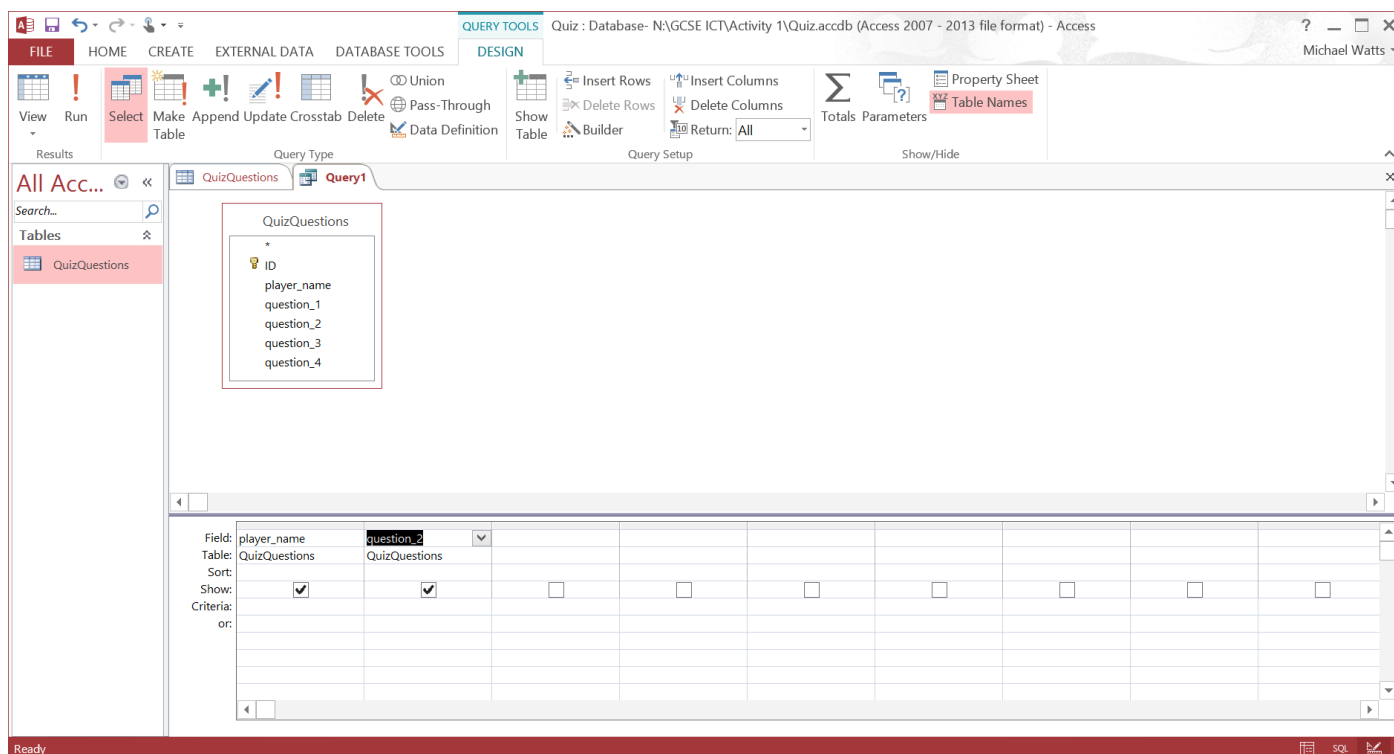 QUERY TOOLS Quiz : Database- N:\GCSE ICT\Activity 1\Quiz.accdb (Access 2007 - 2013 file format) - Access ?
FILE HOME CREATE EXTERNAL DATA DATABASE TOOLS DESIGN Michael Watts
View Run Select Make Table Append Update Crosstab Delete
Union
Pass-Through
Data Definition
Show Table
Insert Rows
Delete Rows
Builder
Insert Columns
Delete Columns
Return: All
Totals Parameters
Property Sheet
Table Names
Results Query Type Query Setup Show/Hide
All Acc...
Search...
Tables
QuizQuestions
QuizQuestions Query1
QuizQuestions
*
ID
player_name
question_1
question_2
question_3
question_4
Field: player_name question_2
Table: QuizQuestions QuizQuestions
Sort:
Show:
Criteria:
or:
Ready SQL